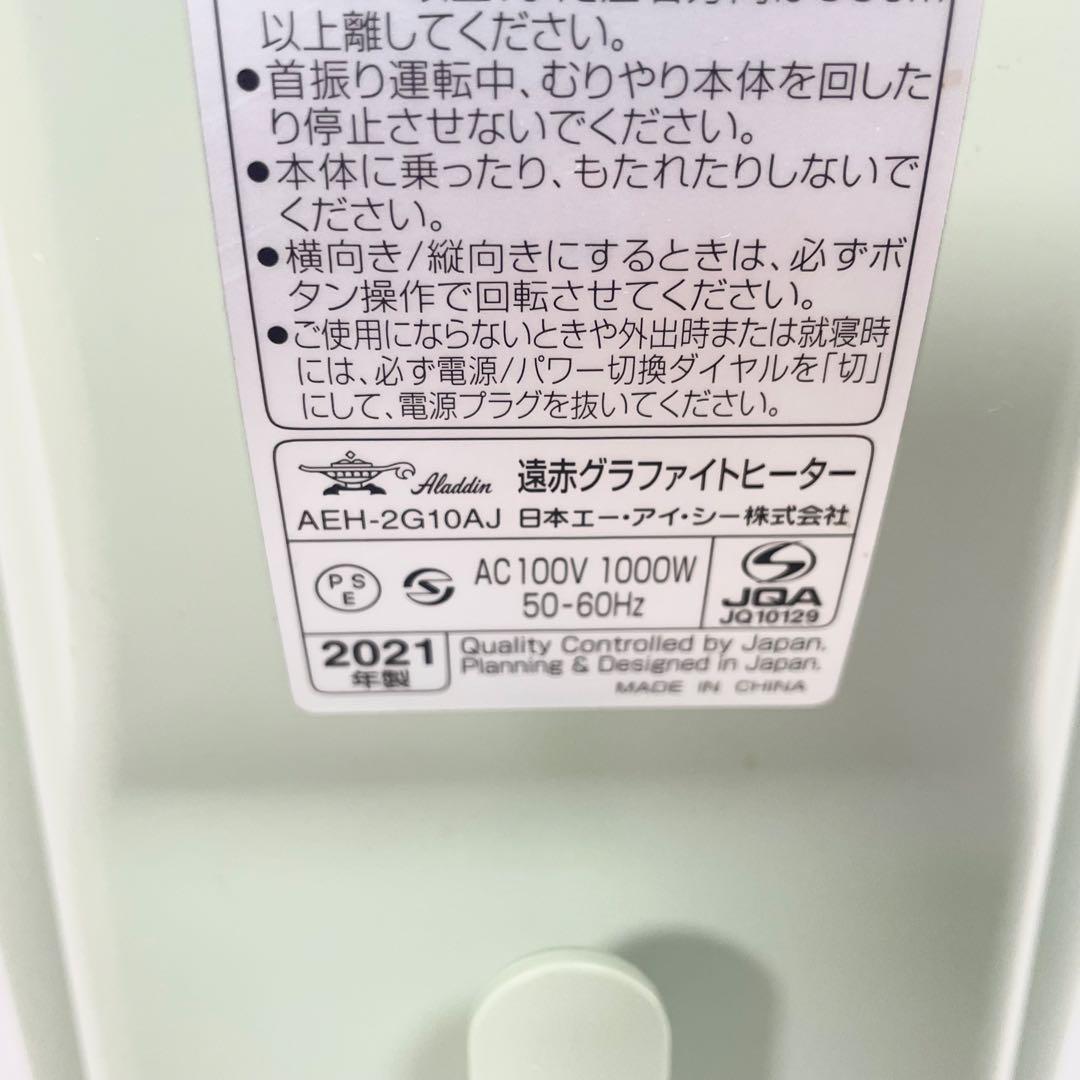 以上離してください。
●首振り運転中、むりやり本体を回した
り停止させないでください。
●本体に乗ったり、もたれたりしないで
ください。
●横向き/縦向きにするときは、必ずボ
タン操作で回転させてください。
●ご使用にならないときや外出時または就寝時
には、必ず電源/パワー切換ダイヤルを「切」
にして、電源プラグを抜いてください。
Aladdin 遠赤グラファイトヒーター
AEH-2G10AJ 日本エー・アイ・シー株式会社
PSE AC100V 1000W
50-60Hz
JQA
JQ10129
2021
年製
Quality Controlled by Japan.
Planning & Designed in Japan.
MADE IN CHINA